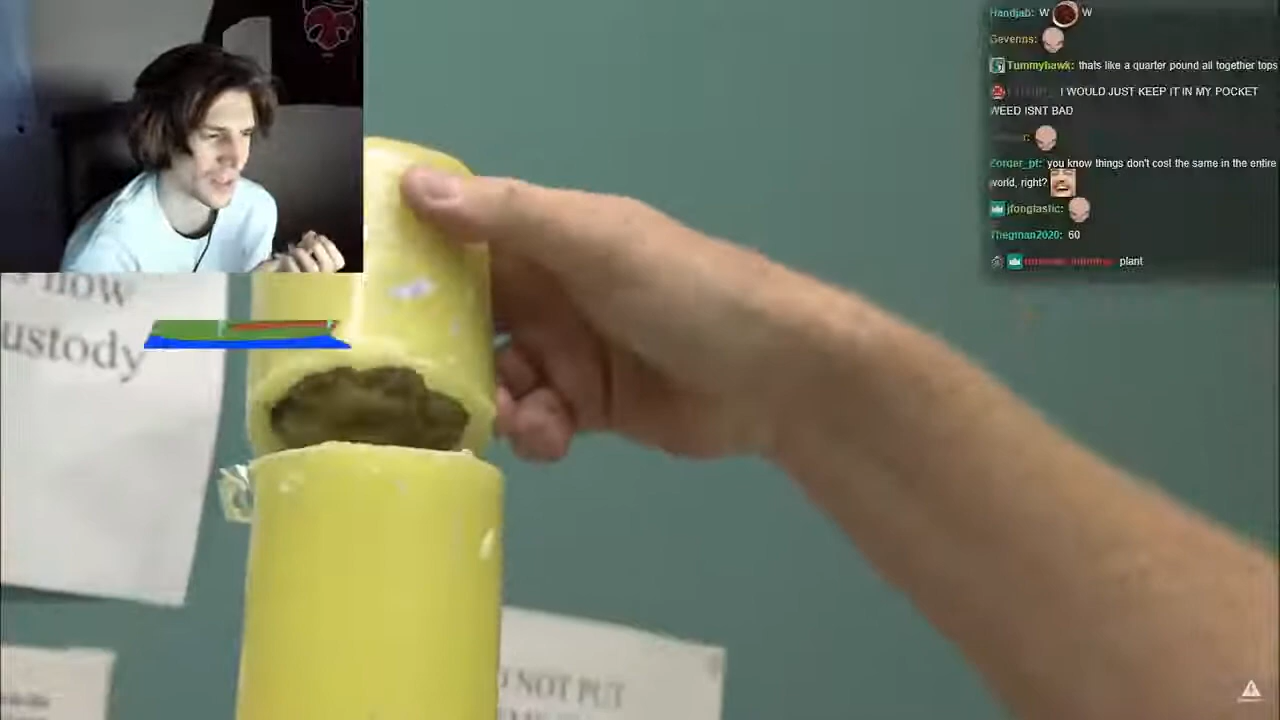 now
ustody
NOT PUT
Handjab: W W
Gevenns:
Tummyhawk: thats like a quarter pound all together tops
I WOULD JUST KEEP IT IN MY POCKET
WEED ISNT BAD
Zorder_pt: you know things don't cost the same in the entire
world, right?
jfongtastic:
Thegman2020: 60
plant